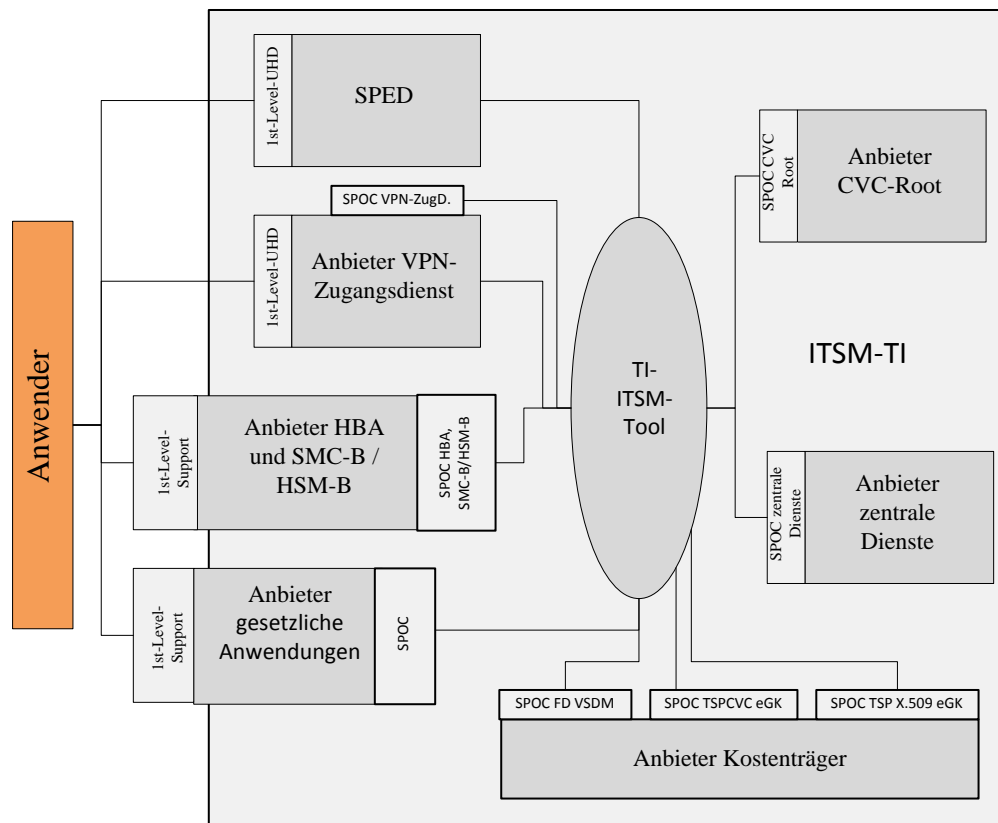 Anwender
1st-Level-UHD
SPED
SPOC VPN-ZugD.
1st-Level-UHD
Anbieter VPN-
Zugangsdienst
1st-Level-
Support
Anbieter HBA
und SMC-B /
HSM-B
SPOC HBA,
SMC-B/HSM-B
1st-Level-
Support
Anbieter
gesetzliche
Anwendungen
SPOC
TI-
ITSM-
Tool
SPOC CVC
Root
Anbieter
CVC-Root
ITSM-TI
SPOC zentrale
Dienste
Anbieter
zentrale
Dienste
SPOC FD VSDM
SPOC TSPCVC eGK
SPOC TSP X.509 eGK
Anbieter Kostenträger